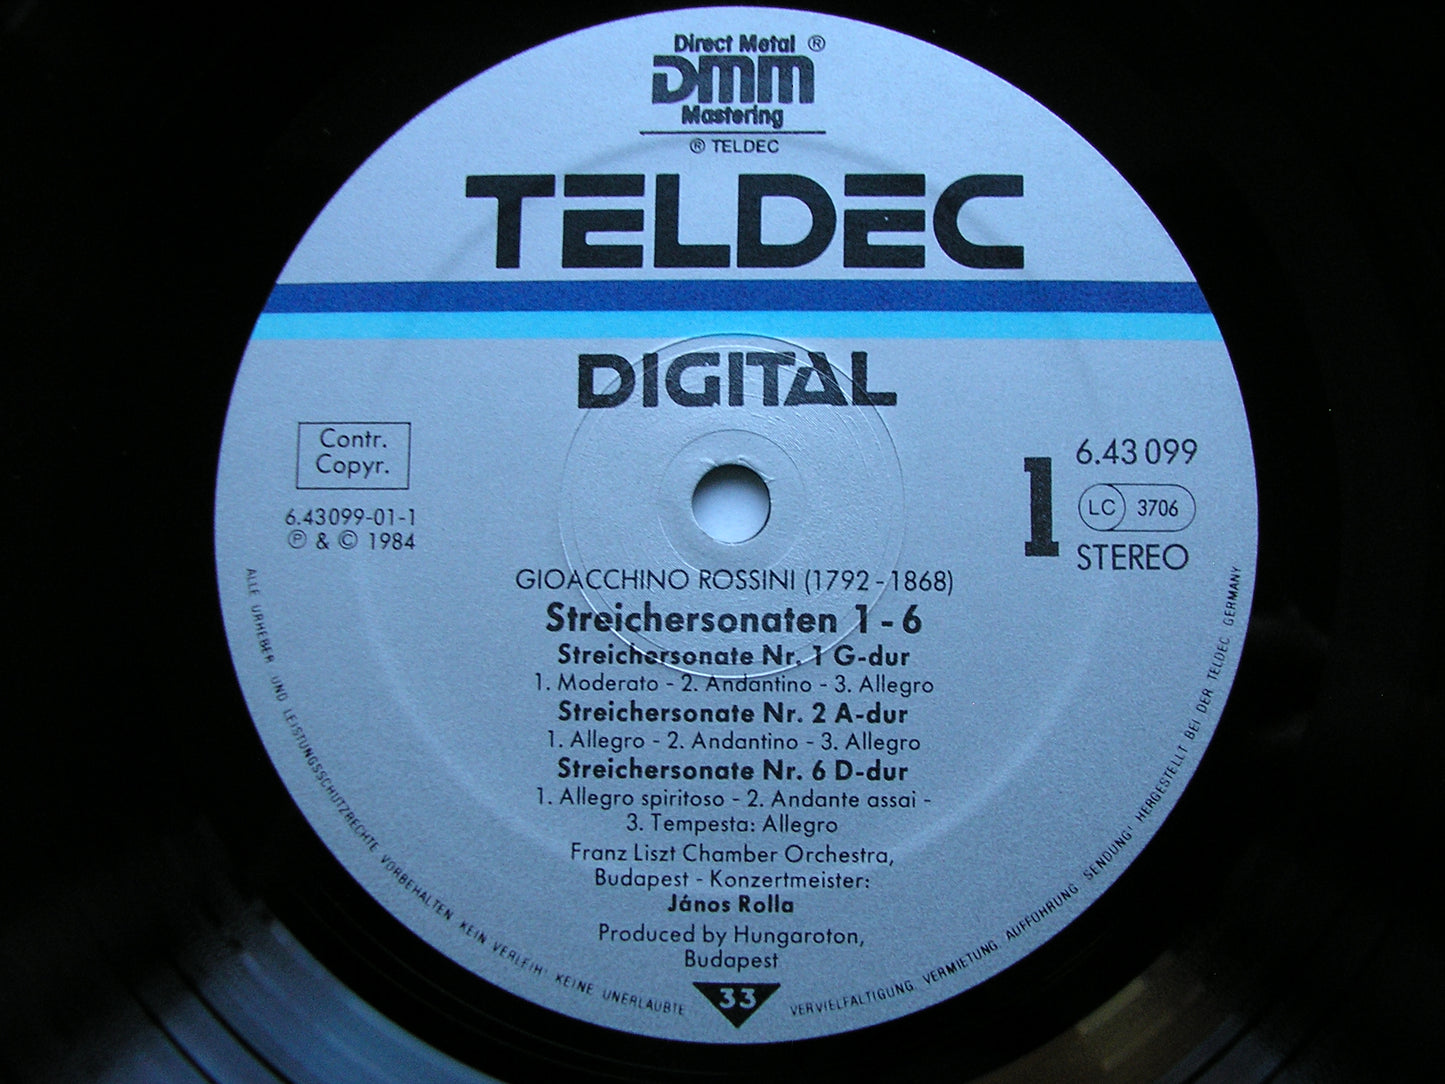 Direct Metal ®
DMM
Mastering
® TELDEC
TELDEC
DIGITAL
Contr.
Copyr.
6.43099-01-1
℗ & © 1984
1
6.43 099
LC 3706
STEREO
GIOACCHINO ROSSINI (1792 - 1868)
Streichersonaten 1 - 6
Streichersonate Nr. 1 G-dur
1. Moderato - 2. Andantino - 3. Allegro
Streichersonate Nr. 2 A-dur
1. Allegro - 2. Andantino - 3. Allegro
Streichersonate Nr. 6 D-dur
1. Allegro spiritoso - 2. Andante assai -
3. Tempesta: Allegro
Franz Liszt Chamber Orchestra,
Budapest - Konzertmeister:
János Rolla
Produced by Hungaroton,
Budapest
33
ALLE URHEBER UND LEISTUNGSSCHUTZRECHTE VORBEHALTEN KEIN VERLEIH! KEINE UNERLAUBTE VERVIELFÄLTIGUNG, VERMIETUNG, AUFFÜHRUNG, SENDUNG! HERGESTELLT BEI DER TELDEC GERMANY